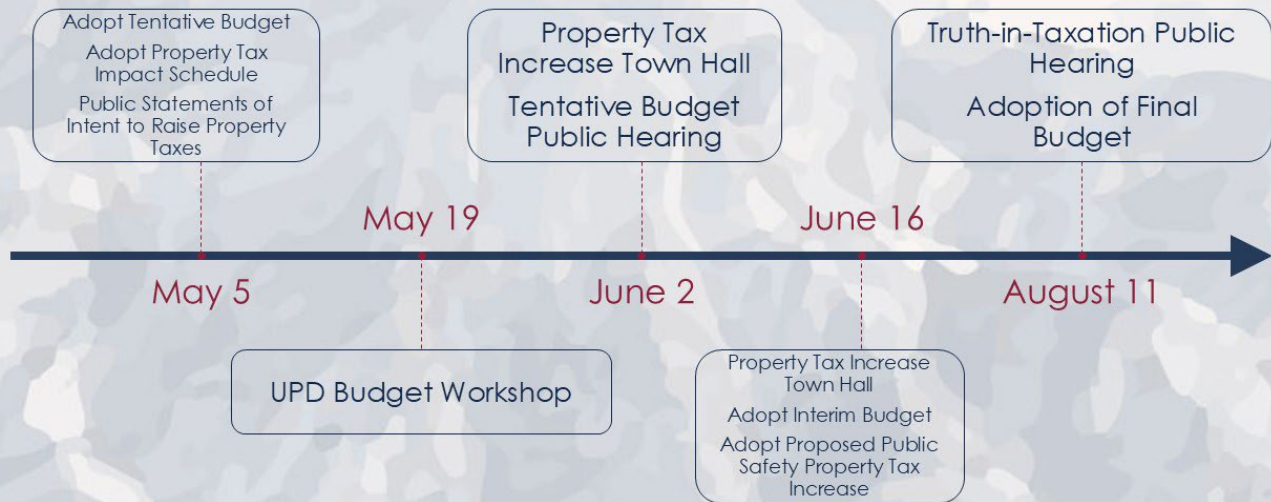 Adopt Tentative Budget
Adopt Property Tax
Impact Schedule
Public Statements of
Intent to Raise Property
Taxes
Property Tax
Increase Town Hall
Tentative Budget
Public Hearing
Truth-in-Taxation Public
Hearing
Adoption of Final
Budget
May 19
June 16
May 5
June 2
August 11
UPD Budget Workshop
Property Tax Increase
Town Hall
Adopt Interim Budget
Adopt Proposed Public
Safety Property Tax
Increase